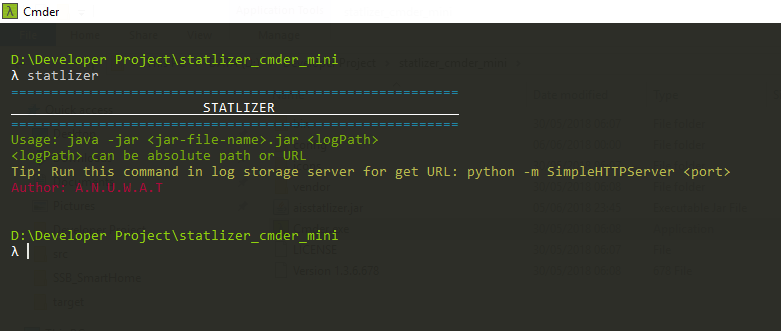 Cmder
D:\Developer Project\statlizer_cmder_mini
λ statlizer
========================================================
STATLIZER
========================================================
Usage: java -jar <jar-file-name>.jar <logPath>
<logPath> can be absolute path or URL
Tip: Run this command in log storage server for get URL: python -m SimpleHTTPServer <port>
Author: A.N.U.W.A.T
D:\Developer Project\statlizer_cmder_mini
λ